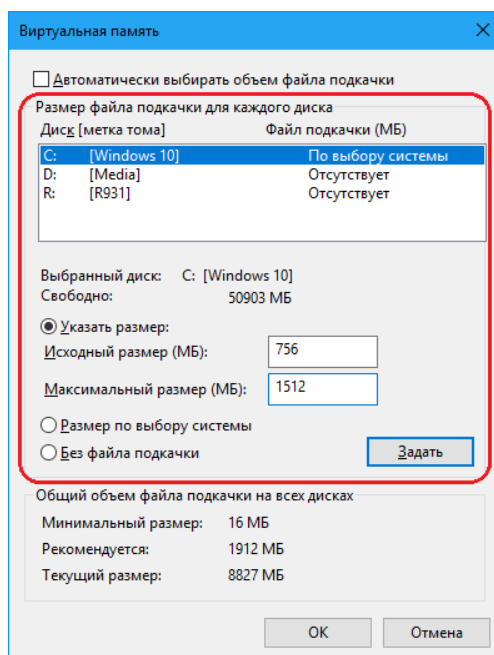 Виртуальная память
Автоматически выбирать объем файла подкачки
Размер файла подкачки для каждого диска
Диск [метка тома] Файл подкачки (МБ)
C: [Windows 10] По выбору системы
D: [Media] Отсутствует
R: [R931] Отсутствует
Выбранный диск: C: [Windows 10]
Свободно: 50903 МБ
Указать размер:
Исходный размер (МБ): 756
Максимальный размер (МБ): 1512
Размер по выбору системы
Без файла подкачки Задать
Общий объем файла подкачки на всех дисках
Минимальный размер: 16 МБ
Рекомендуется: 1912 МБ
Текущий размер: 8827 МБ
ОК Отмена